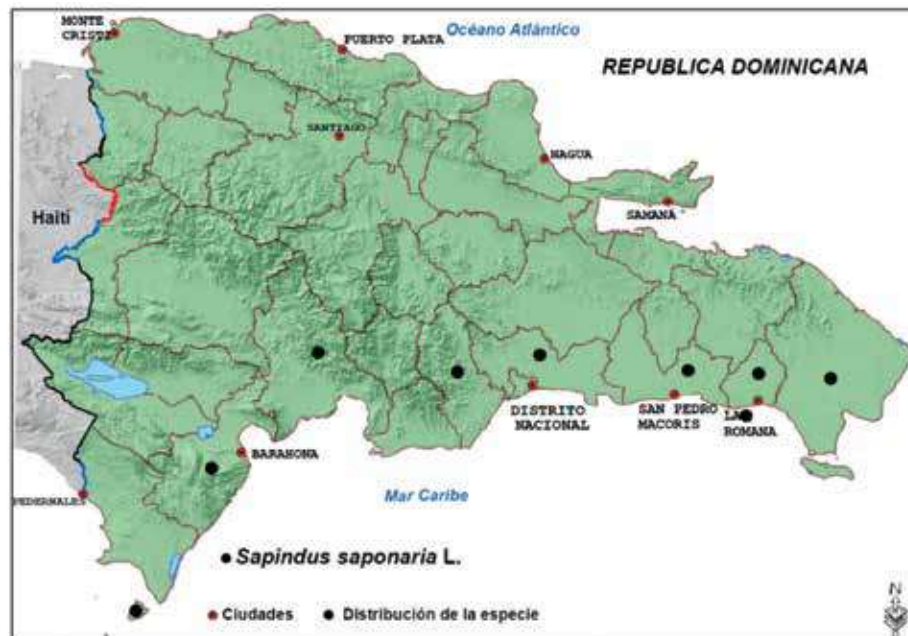 MONTE
CRISTI
Océano Atlántico
PUERTO PLATA
REPUBLICA DOMINICANA
SANTIAGO
NAGUA
SAMANA
Haití
DISTRITO
NACIONAL
SAN PEDRO
MACORIS
LA
ROMANA
BARAHONA
PEDERNALES
Mar Caribe
Sapindus saponaria L.
Ciudades
Distribución de la especie
N